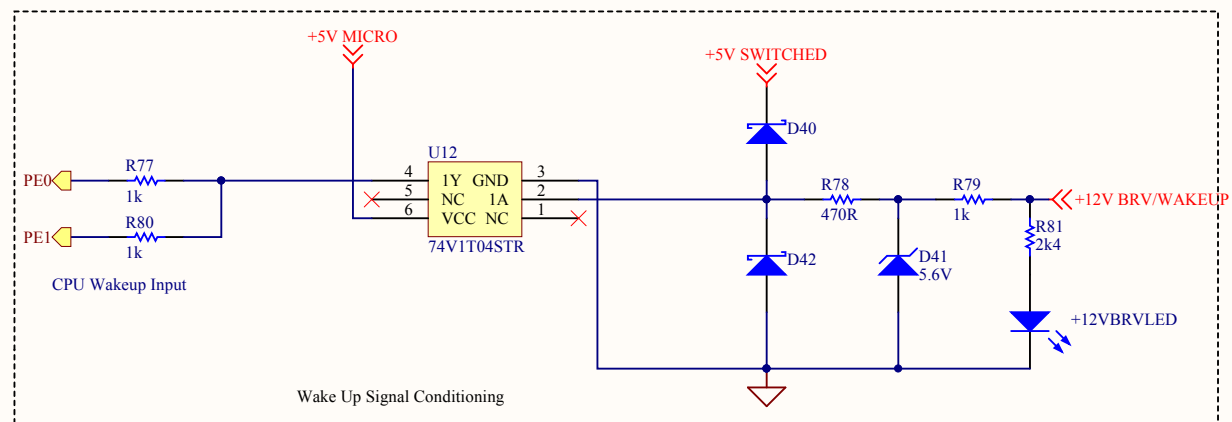 +5V MICRO
+5V SWITCHED
D40
U12
R77
PE0
1k
4 1Y GND 3
5 NC 1A 2
6 VCC NC 1
74V1T04STR
R78
470R
R79
1k
+12V BRV/WAKEUP
R80
PE1
1k
R81
2k4
D42
D41
5.6V
CPU Wakeup Input
+12VBRVLED
Wake Up Signal Conditioning